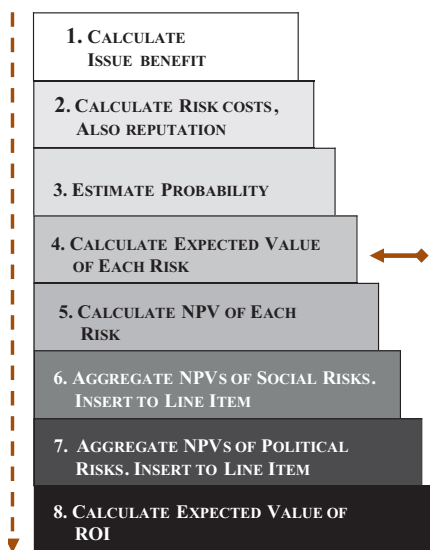 1. CALCULATE
ISSUE BENEFIT
2. CALCULATE RISK COSTS,
ALSO REPUTATION
3. ESTIMATE PROBABILITY
4. CALCULATE EXPECTED VALUE
OF EACH RISK
5. CALCULATE NPV OF EACH
RISK
6. AGGREGATE NPVS OF SOCIAL RISKS.
INSERT TO LINE ITEM
7. AGGREGATE NPVS OF POLITICAL
RISKS. INSERT TO LINE ITEM
8. CALCULATE EXPECTED VALUE OF
ROI